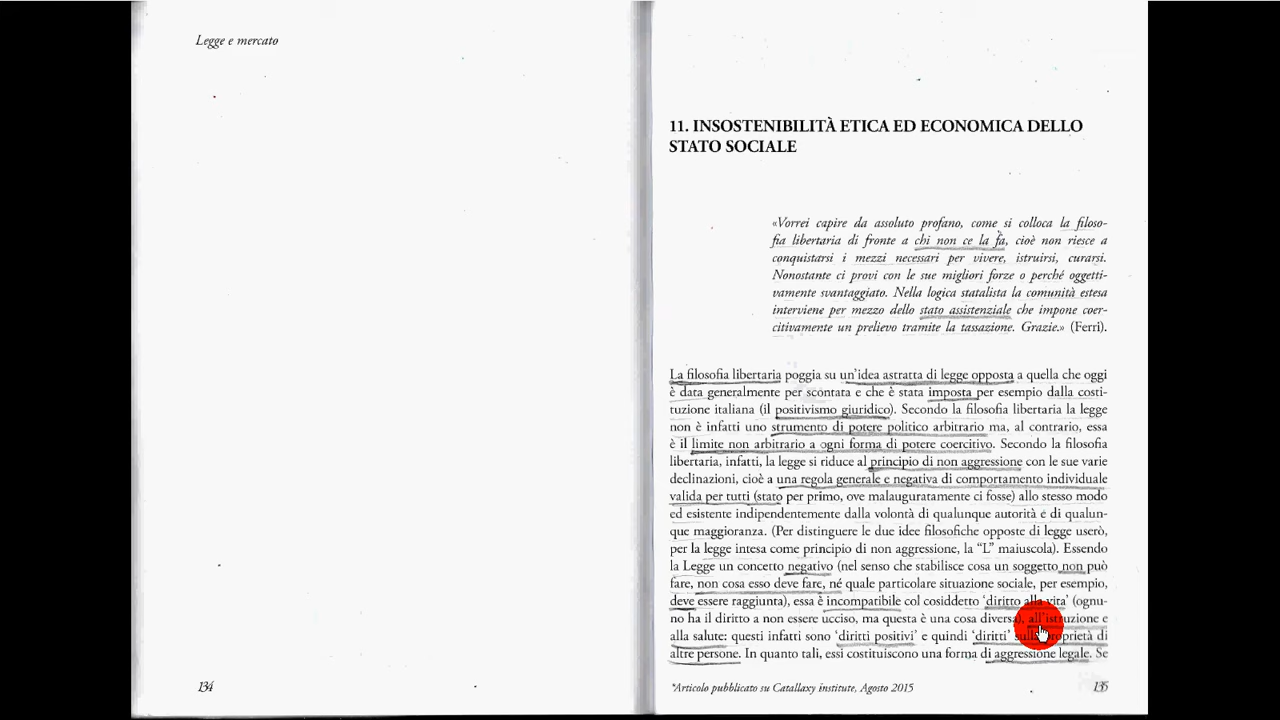 Legge e mercato
134
11. INSOSTENIBILITÀ ETICA ED ECONOMICA DELLO
STATO SOCIALE
«Vorrei capire da assoluto profano, come si colloca la filoso-
fia libertaria di fronte a chi non ce la fa, cioè non riesce a
conquistarsi i mezzi necessari per vivere, istruirsi, curarsi.
Nonostante ci provi con le sue migliori forze o perché oggetti-
vamente svantaggiato. Nella logica statalista la comunità estesa
interviene per mezzo dello stato assistenziale che impone coer-
citivamente un prelievo tramite la tassazione. Grazie.» (Ferri).
La filosofia libertaria poggia su un'idea astratta di legge opposta a quella che oggi
è data generalmente per scontata e che è stata imposta per esempio dalla costi-
tuzione italiana (il positivismo giuridico). Secondo la filosofia libertaria la legge
non è infatti uno strumento di potere politico arbitrario ma, al contrario, essa
è il limite non arbitrario a ogni forma di potere coercitivo. Secondo la filosofia
libertaria, infatti, la legge si riduce al principio di non aggressione con le sue varie
declinazioni, cioè a una regola generale e negativa di comportamento individuale
valida per tutti (stato per primo, ove malauguratamente ci fosse) allo stesso modo
ed esistente indipendentemente dalla volontà di qualunque autorità e di qualun-
que maggioranza. (Per distinguere le due idee filosofiche opposte di legge userò,
per la legge intesa come principio di non aggressione, la “L” maiuscola). Essendo
la Legge un concetto negativo (nel senso che stabilisce cosa un soggetto non può
fare, non cosa esso deve fare, né quale particolare situazione sociale, per esempio,
deve essere raggiunta), essa è incompatibile col cosiddetto ‘diritto alla vita’ (ognu-
no ha il diritto a non essere ucciso, ma questa è una cosa diversa), all'istruzione e
alla salute: questi infatti sono ‘diritti positivi’ e quindi ‘diritti’ sulla proprietà di
altre persone. In quanto tali, essi costituiscono una forma di aggressione legale. Se
*Articolo pubblicato su Catallaxy institute, Agosto 2015
135